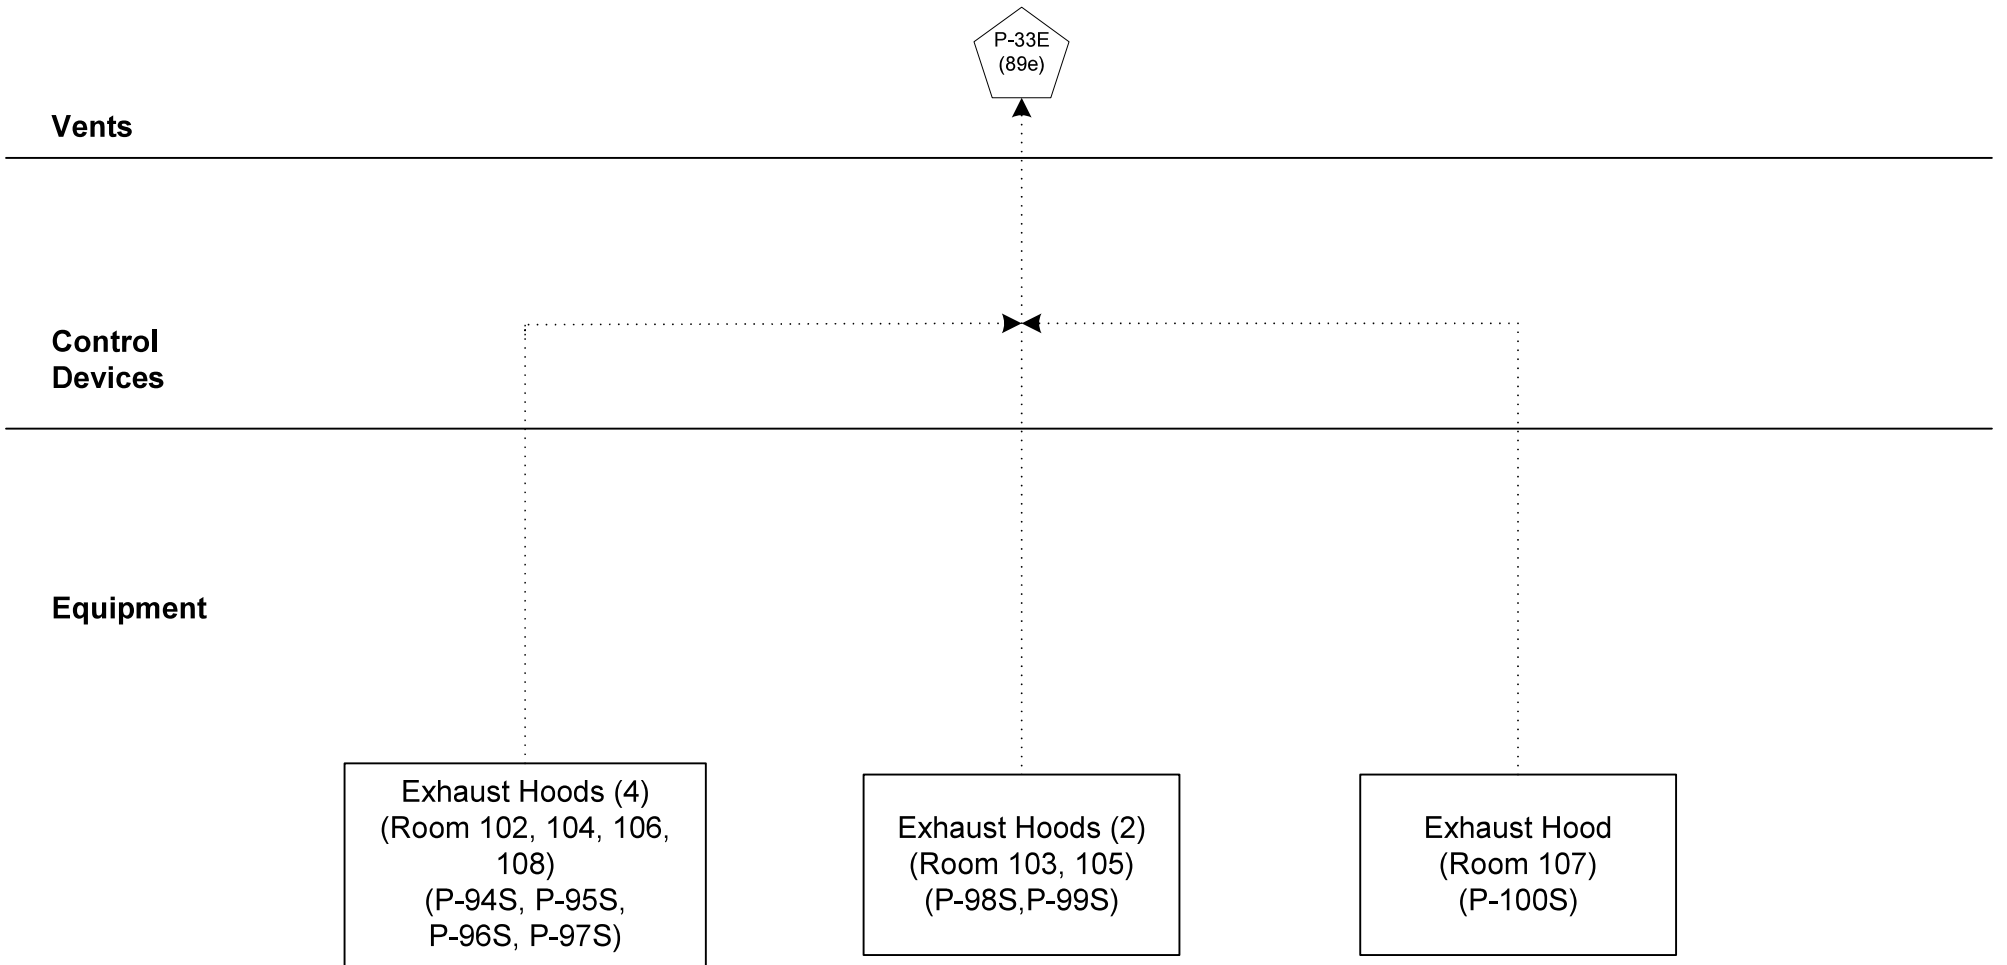 P-33E
(89e)
Vents
Control
Devices
Equipment
Exhaust Hoods (4)
(Room 102, 104, 106,
108)
(P-94S, P-95S,
P-96S, P-97S)
Exhaust Hoods (2)
(Room 103, 105)
(P-98S,P-99S)
Exhaust Hood
(Room 107)
(P-100S)